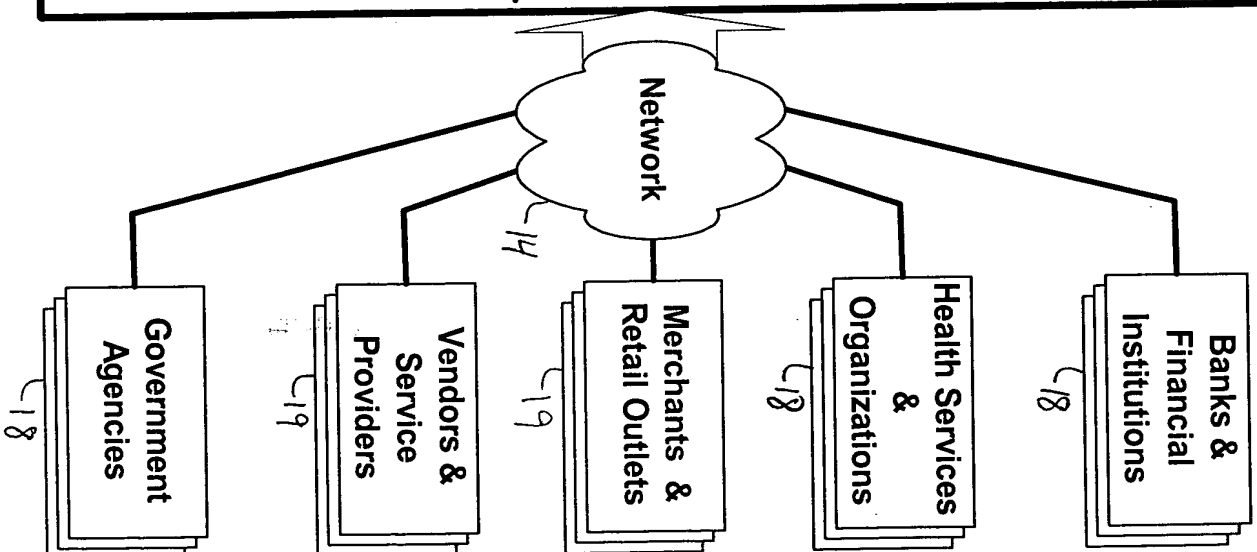 Network
14
Banks &
Financial
Institutions
18
Health Services
&
Organizations
18
Merchants &
Retail Outlets
19
Vendors &
Service
Providers
19
Government
Agencies
18